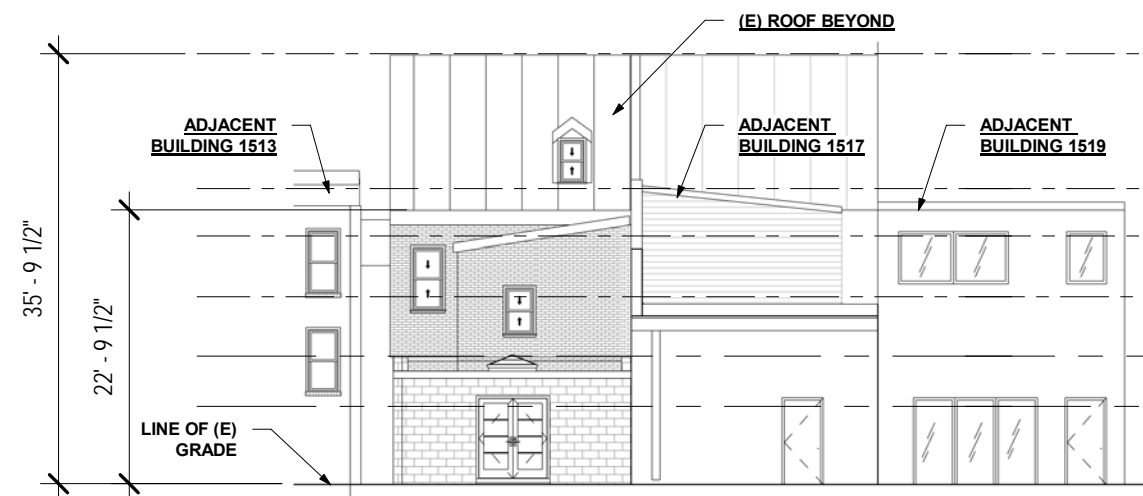 (E) ROOF BEYOND
ADJACENT
BUILDING 1513
ADJACENT
BUILDING 1517
ADJACENT
BUILDING 1519
35' - 9 1/2"
22' - 9 1/2"
LINE OF (E)
GRADE